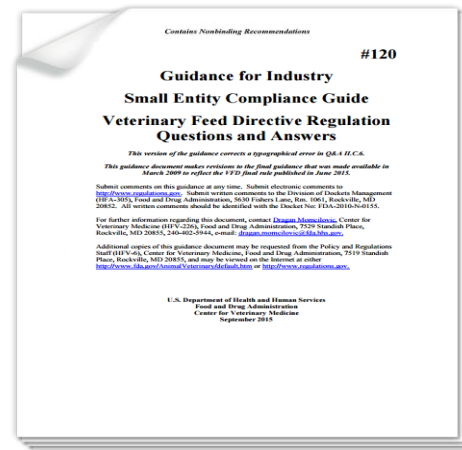 Contains Nonbinding Recommendations
#120
Guidance for Industry
Small Entity Compliance Guide
Veterinary Feed Directive Regulation
Questions and Answers
This version of the guidance corrects a typographical error in Q&A II.C.6.
This guidance document makes revisions to the final guidance that was made available in
March 2009 to reflect the VFD final rule published in June 2015.
Submit comments on this guidance at any time. Submit electronic comments to
http://www.regulations.gov. Submit written comments to the Division of Dockets Management
(HFA-305), Food and Drug Administration, 5630 Fishers Lane, Rm. 1061, Rockville, MD
20852. All written comments should be identified with the Docket No: FDA-2010-N-0155.
For further information regarding this document, contact Dragan Momcilovic, Center for
Veterinary Medicine (HFV-226), Food and Drug Administration, 7529 Standish Place,
Rockville, MD 20855, 240-402-5944, e-mail: dragan.momcilovic@fda.hhs.gov.
Additional copies of this guidance document may be requested from the Policy and Regulations
Staff (HFV-6), Center for Veterinary Medicine, Food and Drug Administration, 7519 Standish
Place, Rockville, MD 20855, and may be viewed on the Internet at either
http://www.fda.gov/AnimalVeterinary/default.htm or http://www.regulations.gov.
U.S. Department of Health and Human Services
Food and Drug Administration
Center for Veterinary Medicine
September 2015